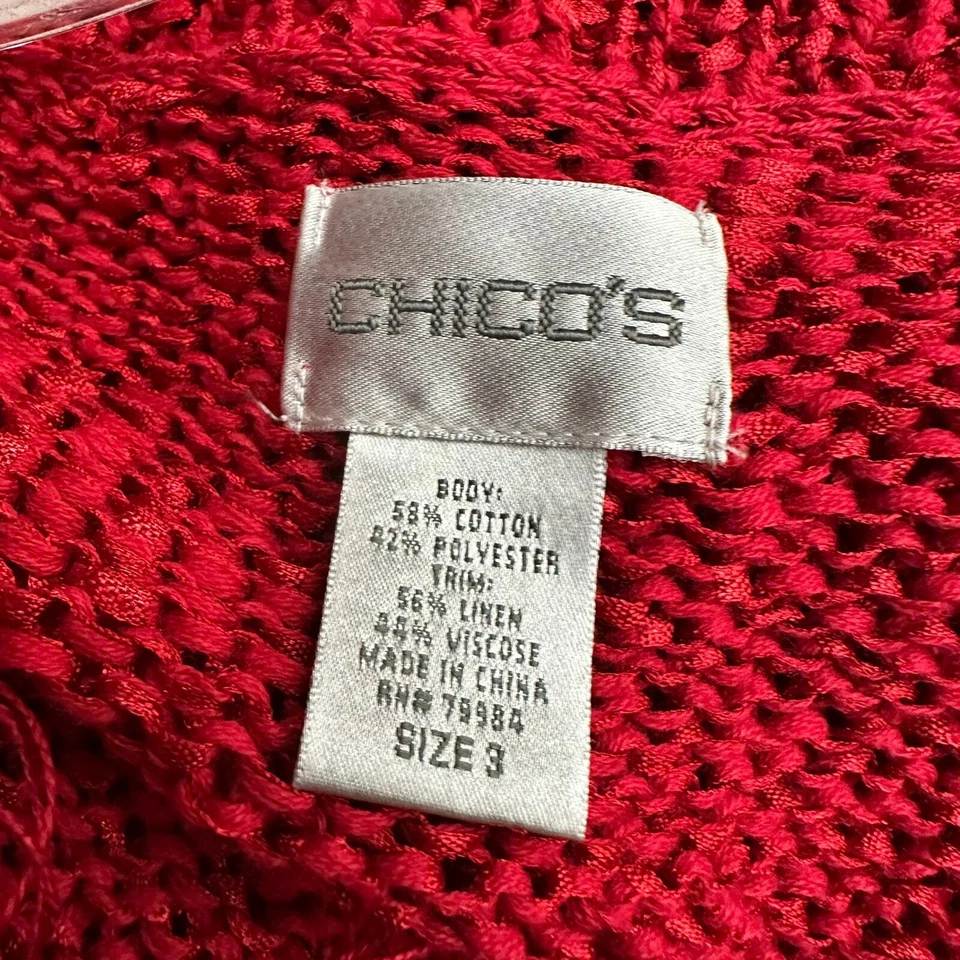 CHICO'S
BODY:
58% COTTON
42% POLYESTER
TRIM:
56% LINEN
44% VISCOSE
MADE IN CHINA
RN# 79984
SIZE 3